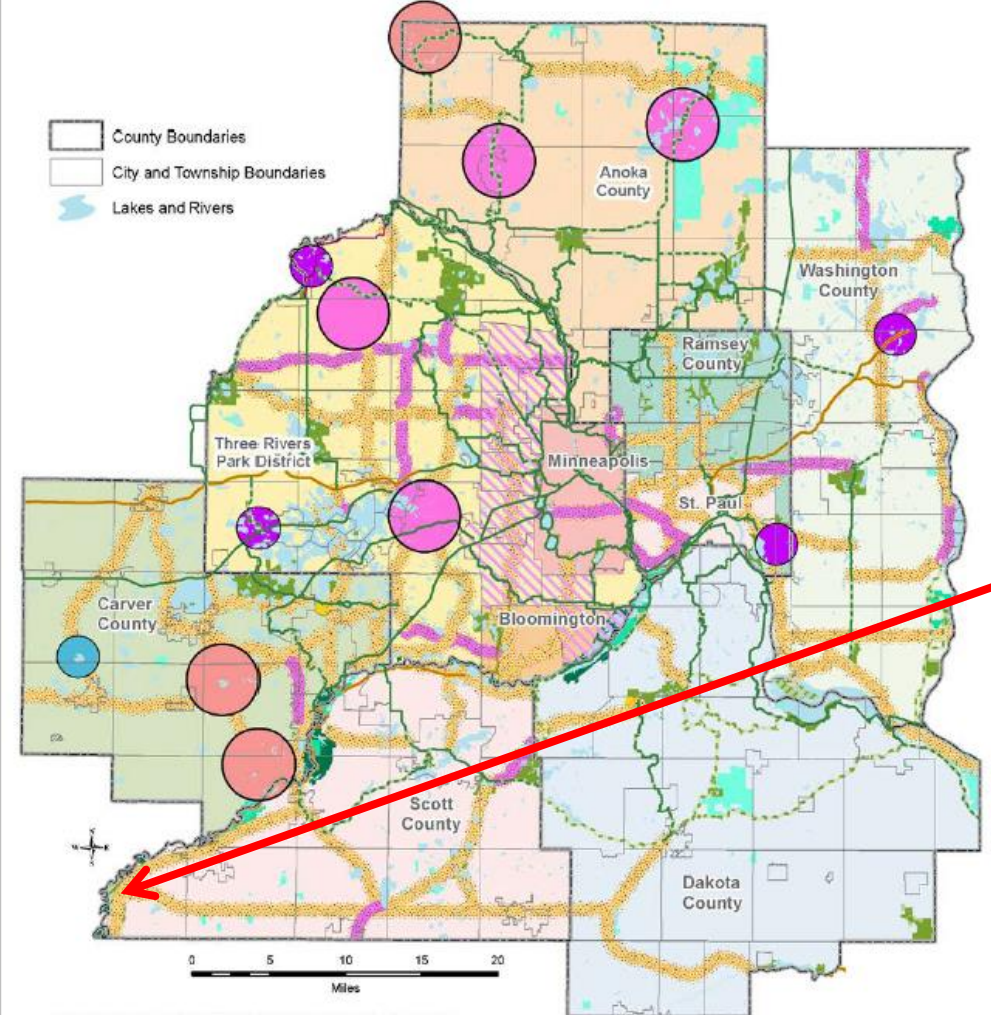 County Boundaries
City and Township Boundaries
Lakes and Rivers
Anoka
County
Washington
County
Ramsey
County
Three Rivers
Park District
Minneapolis
St. Paul
Carver
County
Bloomington
Scott
County
Dakota
County
N
W
E
S
0 5 10 15 20
Miles